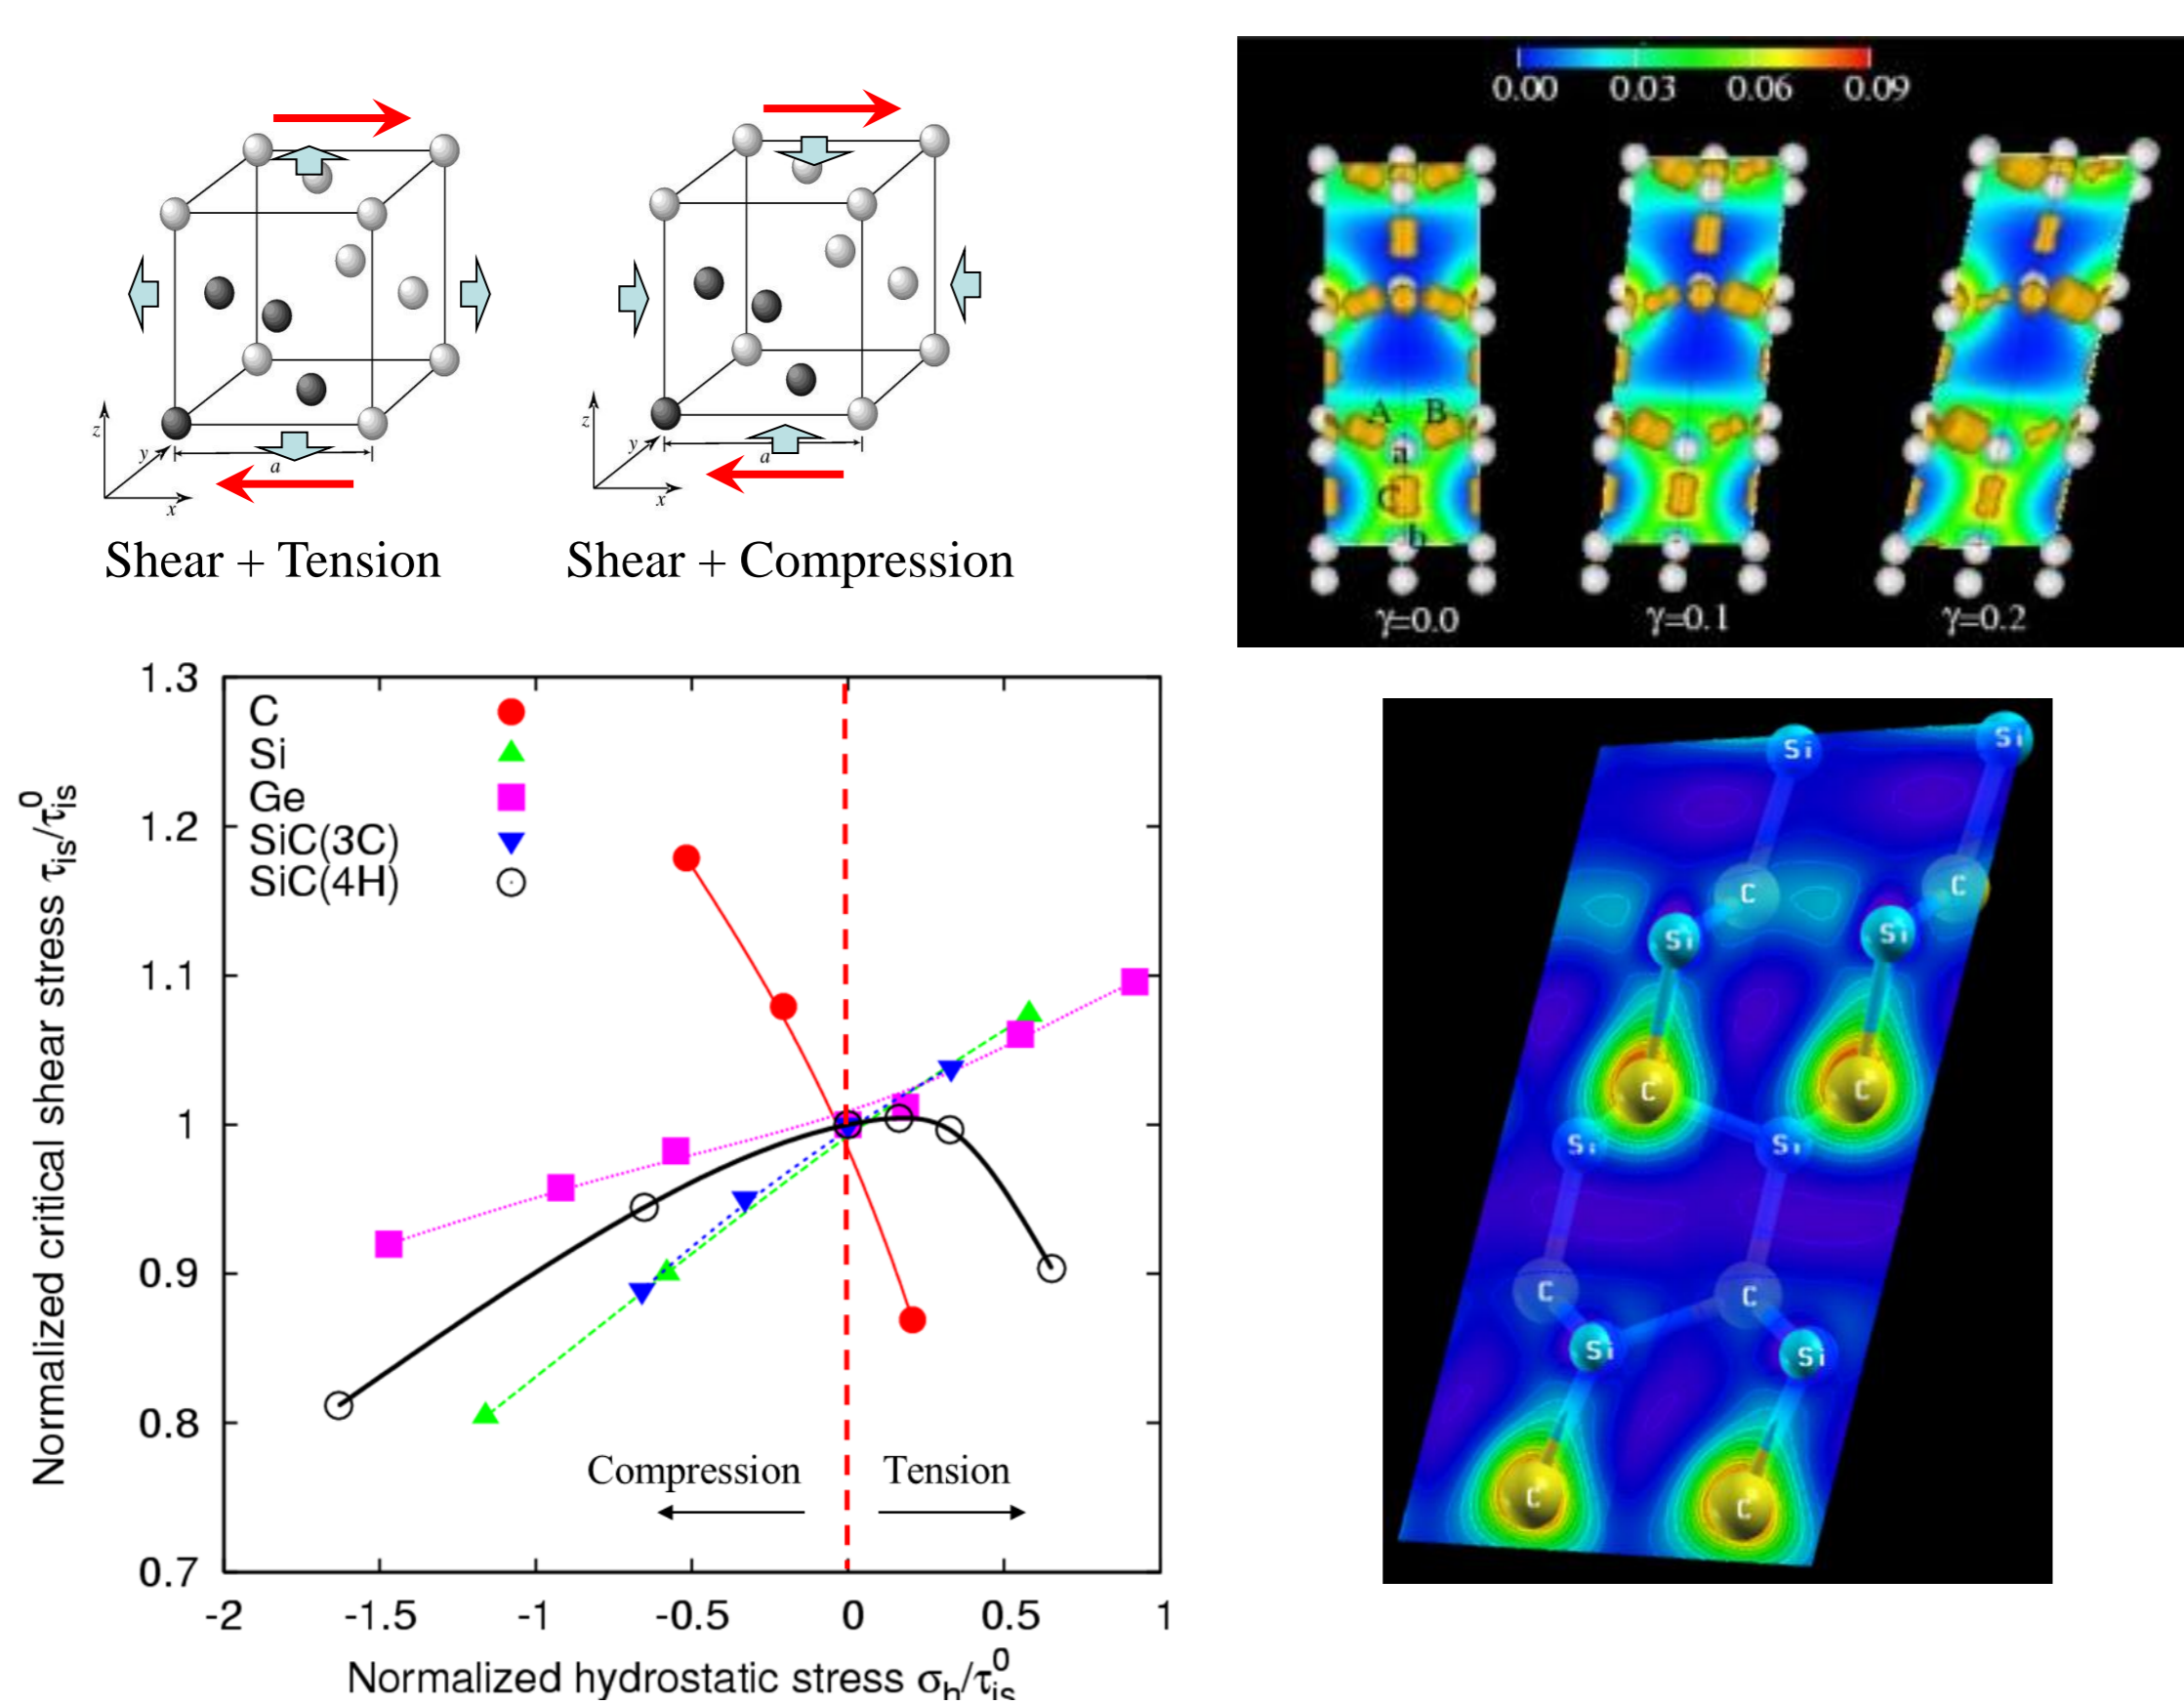 z
y
x
a
Shear + Tension
z
y
x
a
Shear + Compression
0.00 0.03 0.06 0.09
A B
a
C
b
γ=0.0 γ=0.1 γ=0.2
Normalized critical shear stress τis/τ0is
1.3
1.2
1.1
1
0.9
0.8
0.7
C
Si
Ge
SiC(3C)
SiC(4H)
Compression Tension
-2 -1.5 -1 -0.5 0 0.5 1
Normalized hydrostatic stress σh/τ0is
Si Si
C C
Si Si
C C
Si Si
C C
Si Si
C C